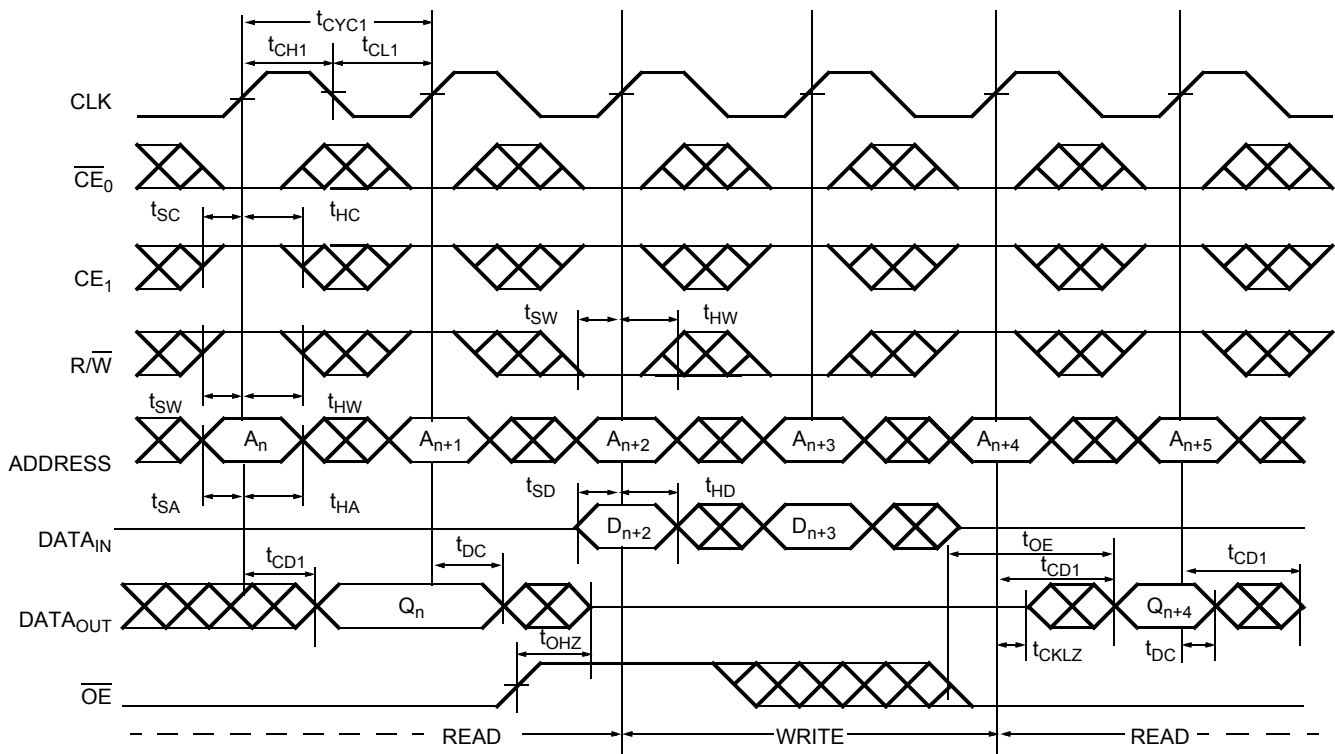 tCYC1
tCH1 tCL1
CLK
CE0
tSC tHC
CE1
tSW tHW
R/W
tSW tHW
An An+1 An+2 An+3 An+4 An+5
ADDRESS
tSA tHA tSD tHD
DATAIN Dn+2 Dn+3
tOE
tCD1 tDC tCD1 tCD1
DATAOUT Qn Qn+4
tOHZ tCKLZ tDC
OE
READ WRITE READ